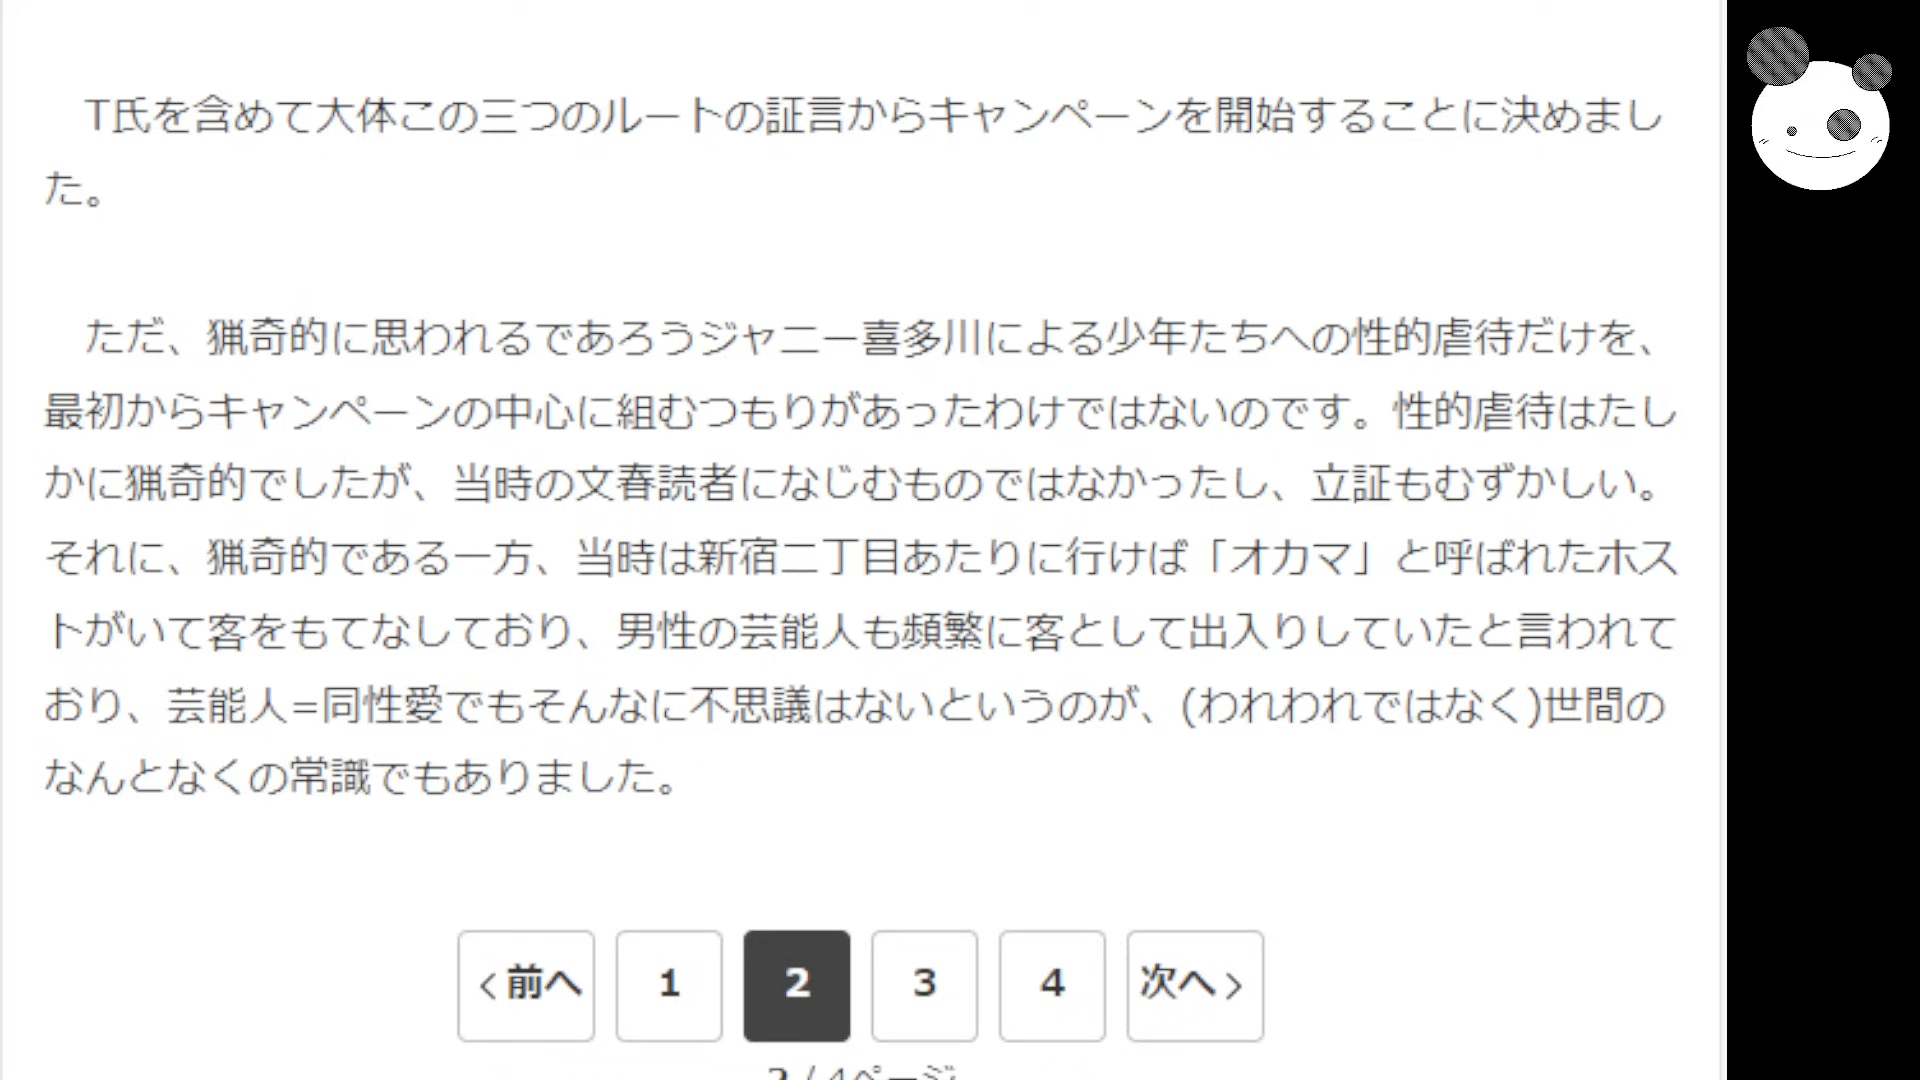 T氏を含めて大体この三つのルートの証言からキャンペーンを開始することに決めまし
た。
ただ、猟奇的に思われるであろうジャニー喜多川による少年たちへの性的虐待だけを、
最初からキャンペーンの中心に組むつもりがあったわけではないのです。性的虐待はたし
かに猟奇的でしたが、当時の文春読者になじむものではなかったし、立証もむずかしい。
それに、猟奇的である一方、当時は新宿二丁目あたりに行けば「オカマ」と呼ばれたホス
トがいて客をもてなしており、男性の芸能人も頻繁に客として出入りしていたと言われて
おり、芸能人=同性愛でもそんなに不思議はないというのが、(われわれではなく)世間の
なんとなくの常識でもありました。
<前へ 1 2 3 4 次へ>
2 / 4ページ